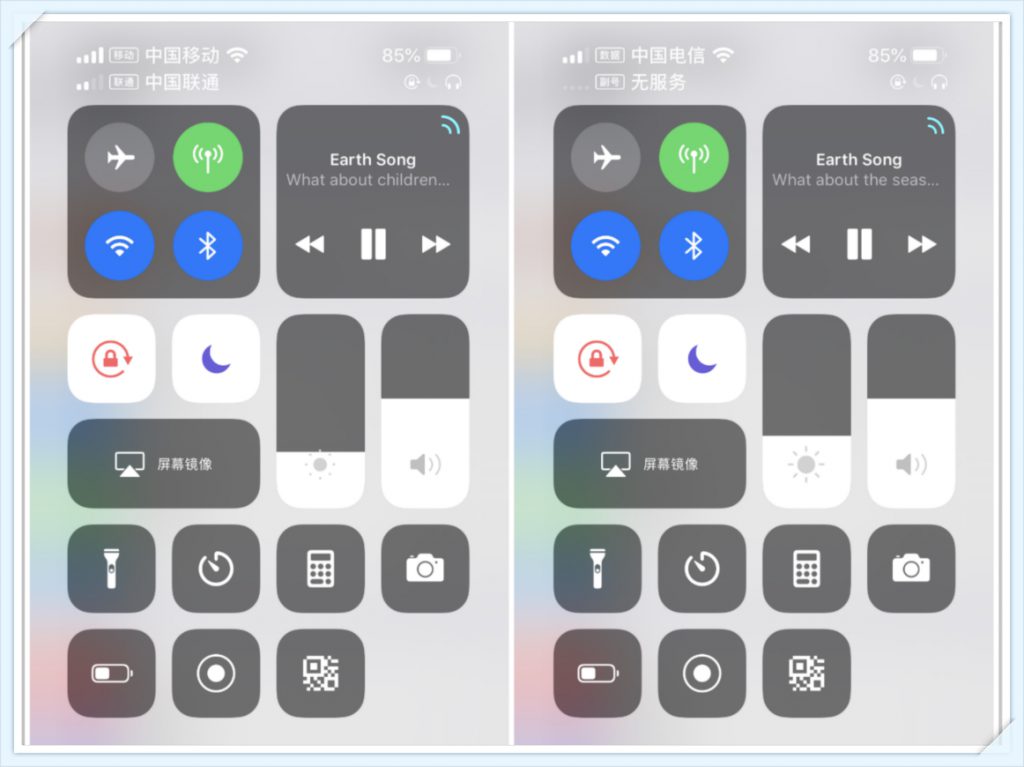 移动 中国移动 85%
联通 中国联通
Earth Song
What about children...
屏幕镜像
数据 中国电信 85%
副号 无服务
Earth Song
What about the seas...
屏幕镜像